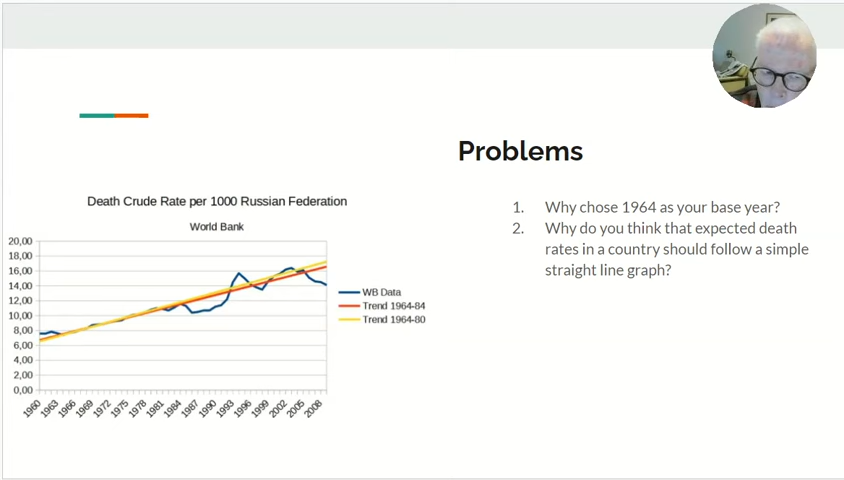 Problems
Death Crude Rate per 1000 Russian Federation
World Bank
20,00
18,00
16,00
14,00
12,00
10,00
8,00
6,00
4,00
2,00
0,00
1960
1963
1966
1969
1972
1975
1978
1981
1984
1987
1990
1993
1996
1999
2002
2005
2008
WB Data
Trend 1964-84
Trend 1964-80
1. Why chose 1964 as your base year?
2. Why do you think that expected death
rates in a country should follow a simple
straight line graph?